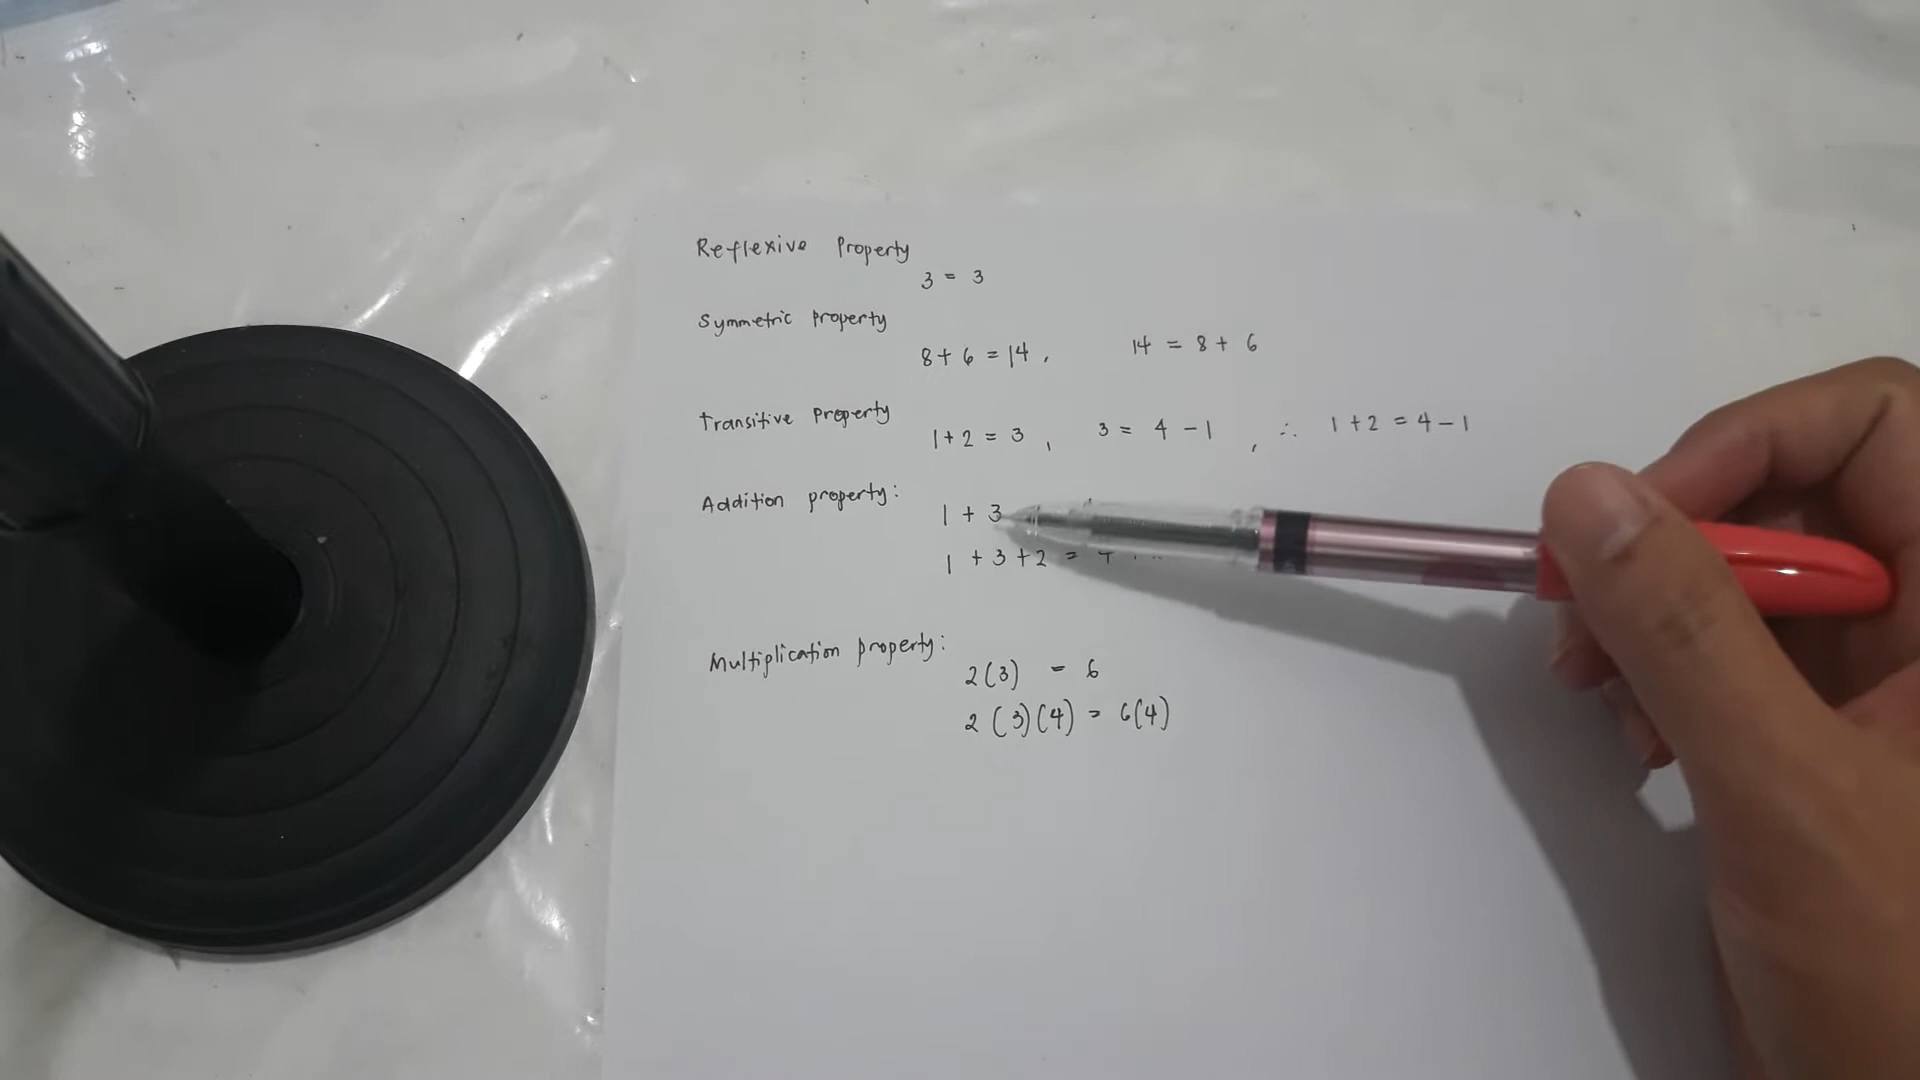 Reflexive Property
3 = 3
Symmetric Property
8 + 6 = 14, 14 = 8 + 6
Transitive Property
1 + 2 = 3, 3 = 4 - 1, ∴ 1 + 2 = 4 - 1
Addition property:
1 + 3
1 + 3 + 2 = 4
Multiplication property:
2(3) = 6
2(3)(4) = 6(4)